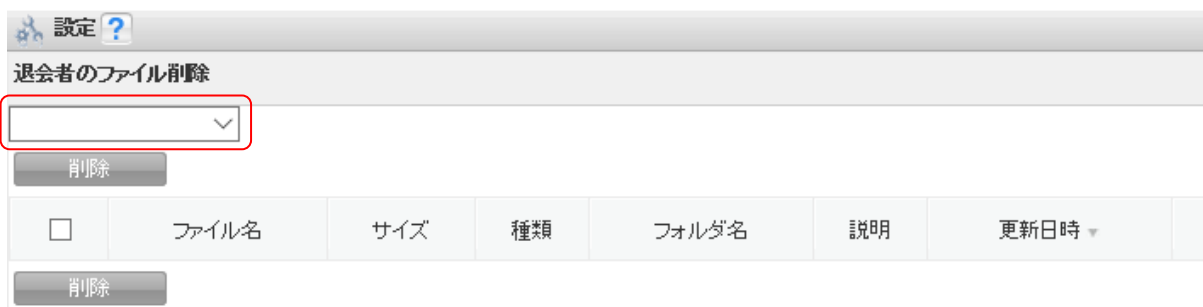 設定 ?
退会者のファイル削除
削除
ファイル名 サイズ 種類 フォルダ名 説明 更新日時 ▼
削除